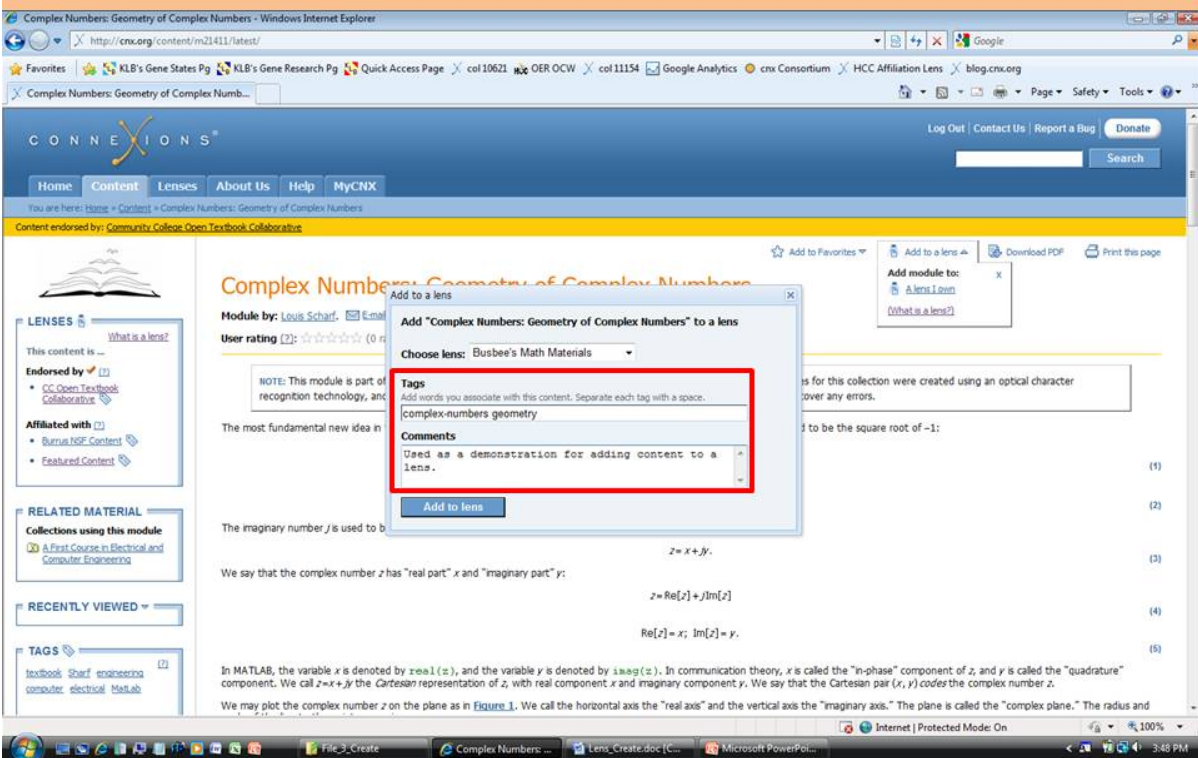 Complex Numbers: Geometry of Complex Numbers - Windows Internet Explorer
http://cnx.org/content/m21411/latest/
Google
Favorites KLB's Gene States Pg KLB's Gene Research Pg Quick Access Page col10621 OER OCW col11154 Google Analytics cnx Consortium HCC Affiliation Lens blog.cnx.org
Complex Numbers: Geometry of Complex Numb...
Page Safety Tools
CONNEXIONS®
Log Out | Contact Us | Report a Bug Donate
Search
Home Content Lenses About Us Help MyCNX
You are here: Home » Content » Complex Numbers: Geometry of Complex Numbers
Content endorsed by: Community College Open Textbook Collaborative
Add to Favorites Add to a lens Download PDF Print this page
Add module to: x
A lens I own
(What is a lens?)
Complex Numbers: Geometry of Complex Numbers
Module by: Louis Scharf. E-mail
User rating [?]: (0 ra
LENSES
What is a lens?
This content is ...
Endorsed by [?]
CC Open Textbook
Collaborative
Affiliated with [?]
Burrus NSF Content
Featured Content
RELATED MATERIAL
Collections using this module
A First Course in Electrical and
Computer Engineering
RECENTLY VIEWED
TAGS
[?]
textbook Sharf engineering
computer electrical MatLab
Add to a lens
Add "Complex Numbers: Geometry of Complex Numbers" to a lens
Choose lens: Busbee's Math Materials
Tags
Add words you associate with this content. Separate each tag with a space.
complex-numbers geometry
Comments
Used as a demonstration for adding content to a
lens.
Add to lens
NOTE: This module is part of es for this collection were created using an optical character
recognition technology, and cover any errors.
The most fundamental new idea in d to be the square root of −1:
(1)
(2)
The imaginary number j is used to b
z= x+ jy.
(3)
We say that the complex number z has "real part" x and "imaginary part" y:
z=Re[z]+jIm[z]
(4)
Re[z]= x; Im[z]= y.
(5)
In MATLAB, the variable x is denoted by real(z), and the variable y is denoted by imag(z). In communication theory, x is called the "in-phase" component of z, and y is called the "quadrature"
component. We call z=x+ jy the Cartesian representation of z, with real component x and imaginary component y. We say that the Cartesian pair (x, y) codes the complex number z.
We may plot the complex number z on the plane as in Figure 1. We call the horizontal axis the "real axis" and the vertical axis the "imaginary axis." The plane is called the "complex plane." The radius and
Internet | Protected Mode: On 100%
File_3_Create Complex Numbers: ... Lens_Create.doc [C... Microsoft PowerPoi...
3:48 PM